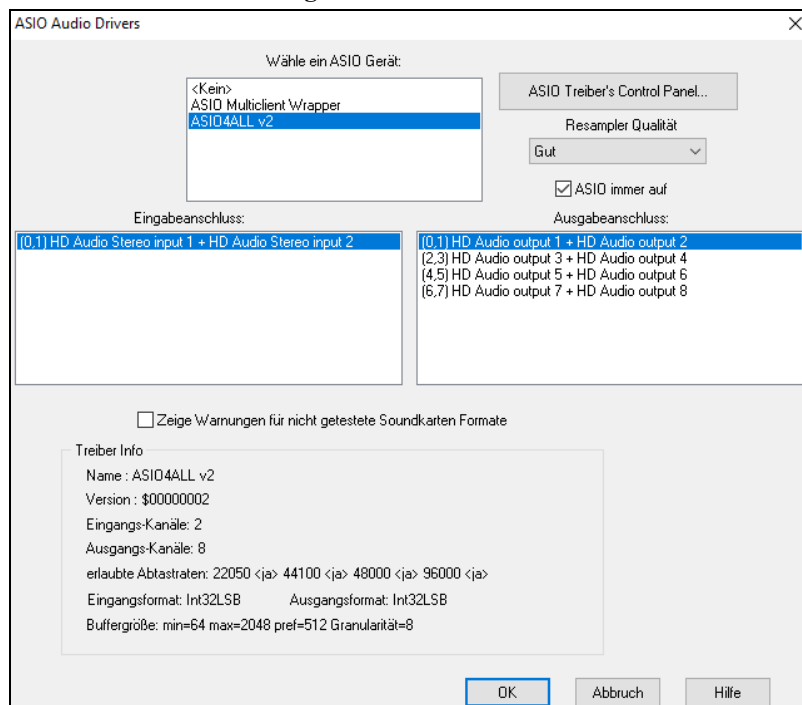 ASIO Audio Drivers
Wähle ein ASIO Gerät:
<Kein>
ASIO Multiclient Wrapper
ASIO4ALL v2
ASIO Treiber's Control Panel...
Resampler Qualität
Gut
ASIO immer auf
Eingabeanschluss:
(0,1) HD Audio Stereo input 1 + HD Audio Stereo input 2
Ausgabeanschluss:
(0,1) HD Audio output 1 + HD Audio output 2
(2,3) HD Audio output 3 + HD Audio output 4
(4,5) HD Audio output 5 + HD Audio output 6
(6,7) HD Audio output 7 + HD Audio output 8
Zeige Warnungen für nicht getestete Soundkarten Formate
Treiber Info
Name : ASIO4ALL v2
Version : $00000002
Eingangs-Kanäle: 2
Ausgangs-Kanäle: 8
erlaubte Abtastraten: 22050 <ja> 44100 <ja> 48000 <ja> 96000 <ja>
Eingangsformat: Int32LSB Ausgangsformat: Int32LSB
Buffergröße: min=64 max=2048 pref=512 Granularität=8
OK Abbruch Hilfe